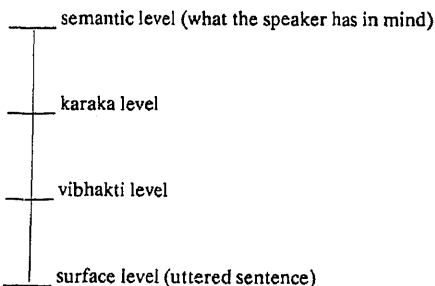 semantic level (what the speaker has in mind)
karaka level
vibhakti level
surface level (uttered sentence)